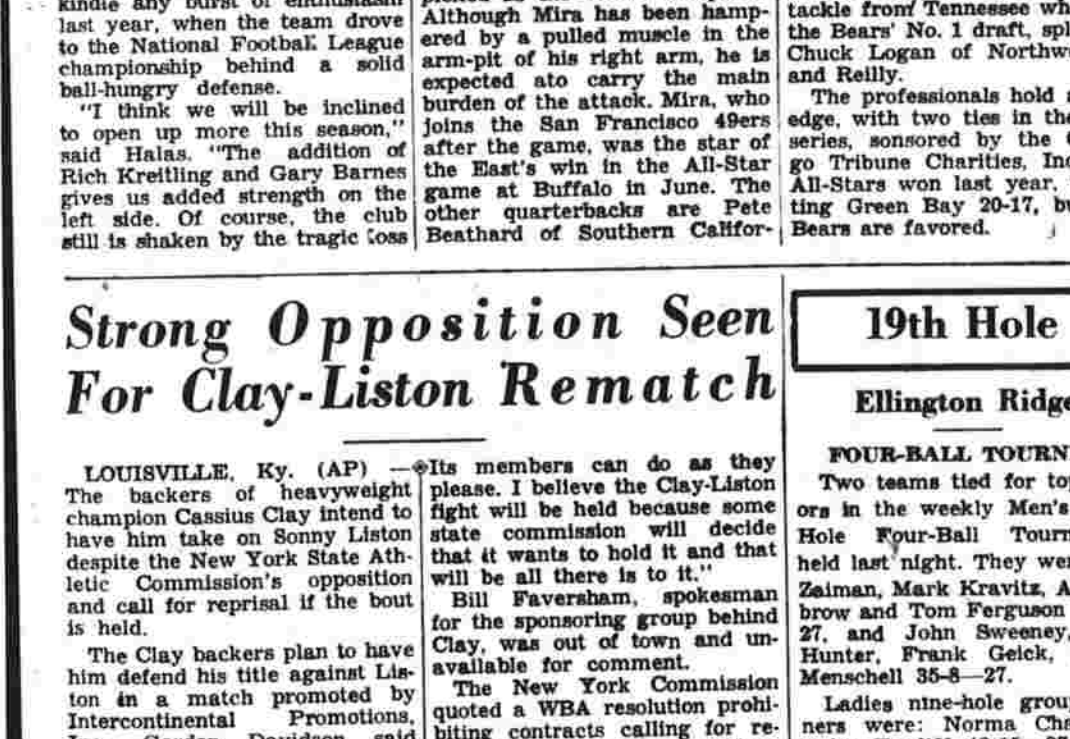 kindle any burst of enthusiasm
last year, when the team drove
to the National Football League
championship behind a solid
ball-hungry defense.
"I think we will be inclined
to open up more this season,"
said Halas. "The addition of
Rich Kreitling and Gary Barnes
gives us added strength on the
left side. Of course, the club
still is shaken by the tragic loss
Although Mira has been hamp-
ered by a pulled muscle in the
arm-pit of his right arm, he is
expected ato carry the main
burden of the attack. Mira, who
joins the San Francisco 49ers
after the game, was the star of
the East's win in the All-Star
game at Buffalo in June. The
other quarterbacks are Pete
Beathard of Southern Califor-
tackle from Tennessee wh
the Bears' No. 1 draft, spl
Chuck Logan of Northw
and Reilly.
The professionals hold
edge, with two ties in the
series, sonsored by the
go Tribune Charities, Inc
All-Stars won last year,
ting Green Bay 20-17, b
Bears are favored.
Strong Opposition Seen
For Clay-Liston Rematch
LOUISVILLE, Ky. (AP) —
The backers of heavyweight
champion Cassius Clay intend to
have him take on Sonny Liston
despite the New York State Ath-
letic Commission's opposition
and call for reprisal if the bout
is held.
The Clay backers plan to have
him defend his title against Lis-
ton in a match promoted by
Intercontinental Promotions,
Inc. Gordon Davidson said
Its members can do as they
please. I believe the Clay-Liston
fight will be held because some
state commission will decide
that it wants to hold it and that
will be all there is to it."
Bill Faversham, spokesman
for the sponsoring group behind
Clay, was out of town and un-
available for comment.
The New York Commission
quoted a WBA resolution prohi-
biting contracts calling for re-
19th Hole
Ellington Ridge
FOUR-BALL TOURN
Two teams tied for to
ors in the weekly Men's
Hole Four-Ball Tourn
held last night. They wer
Zaiman, Mark Kravitz, A
brow and Tom Ferguson
27, and John Sweeney,
Hunter, Frank Geick,
Menschell 35-8—27.
Ladies nine-hole grou
ners were: Norma Cha